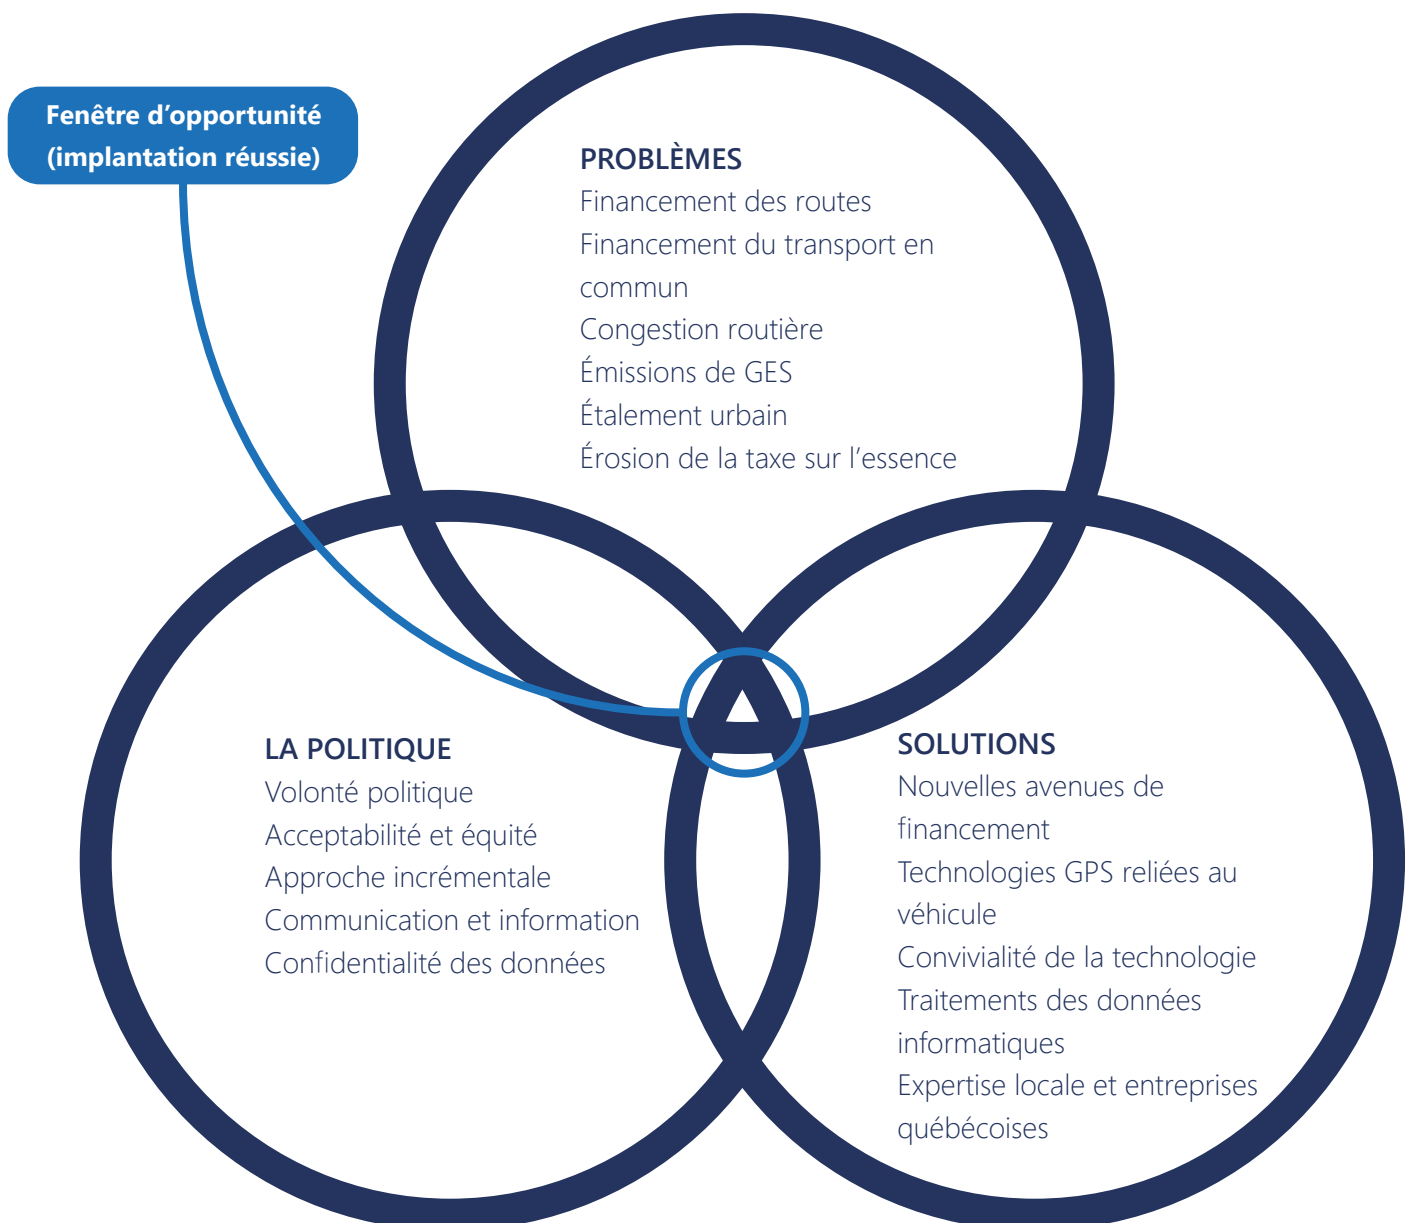 Fenêtre d’opportunité
(implantation réussie)
PROBLÈMES
Financement des routes
Financement du transport en
commun
Congestion routière
Émissions de GES
Étalement urbain
Érosion de la taxe sur l’essence
LA POLITIQUE
Volonté politique
Acceptabilité et équité
Approche incrémentale
Communication et information
Confidentialité des données
SOLUTIONS
Nouvelles avenues de
financement
Technologies GPS reliées au
véhicule
Convivialité de la technologie
Traitements des données
informatiques
Expertise locale et entreprises
québécoises